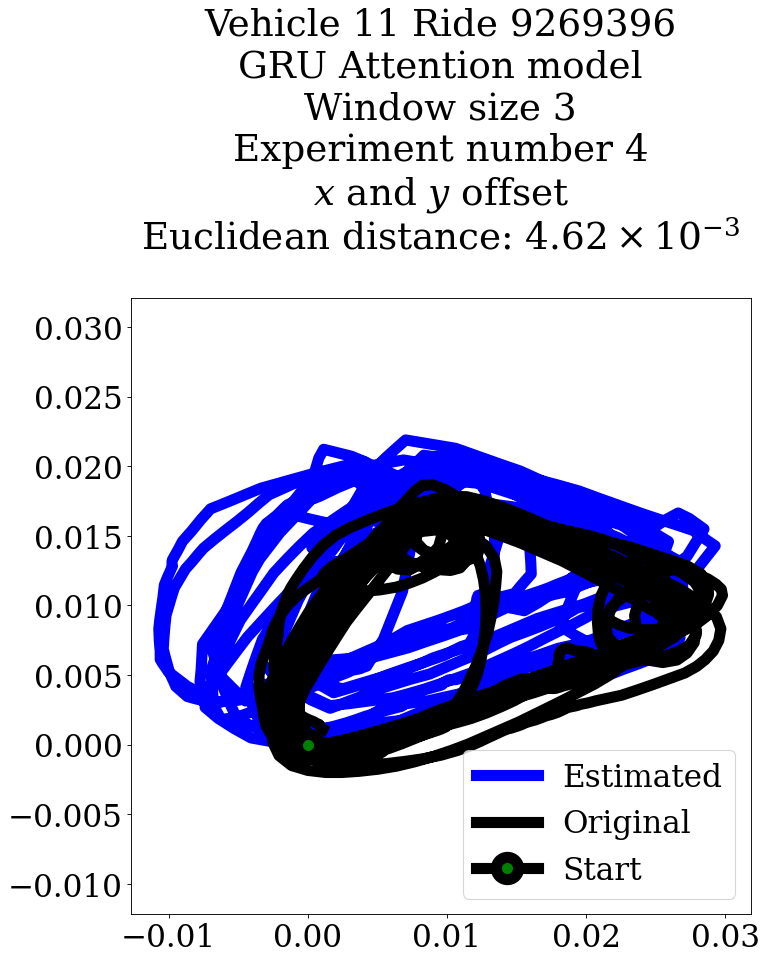 Vehicle 11 Ride 9269396
GRU Attention model
Window size 3
Experiment number 4
x and y offset
Euclidean distance: 4.62 × 10⁻³
0.030
0.025
0.020
0.015
0.010
0.005
0.000
−0.005
−0.010
Estimated
Original
Start
−0.01 0.00 0.01 0.02 0.03